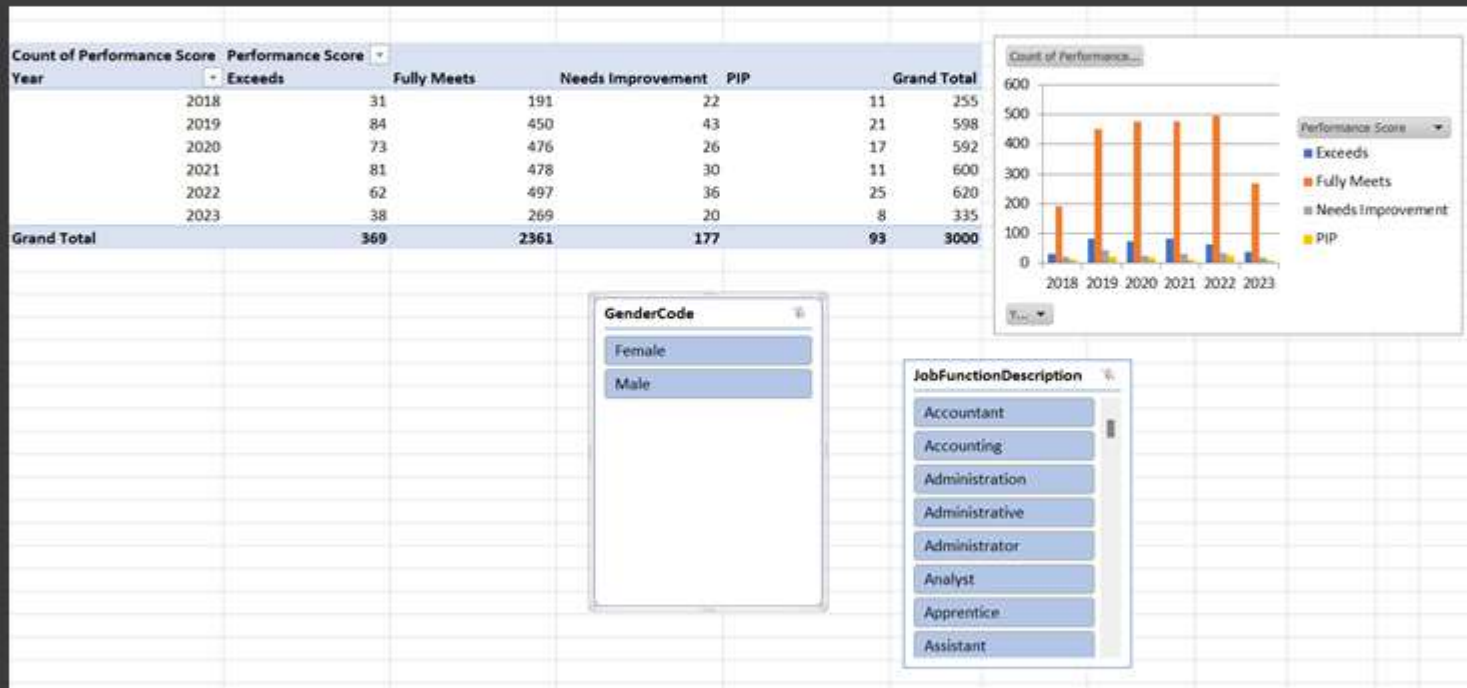 Count of Performance Score Performance Score
Year Exceeds Fully Meets Needs Improvement PIP Grand Total
2018 31 191 22 11 255
2019 84 450 43 21 598
2020 73 476 26 17 592
2021 81 478 30 11 600
2022 62 497 36 25 620
2023 38 269 20 8 335
Grand Total 369 2361 177 93 3000
Count of Performance...
600
500
400
300
200
100
0
2018 2019 2020 2021 2022 2023
Performance Score
Exceeds
Fully Meets
Needs Improvement
PIP
Y...
GenderCode
Female
Male
JobFunctionDescription
Accountant
Accounting
Administration
Administrative
Administrator
Analyst
Apprentice
Assistant